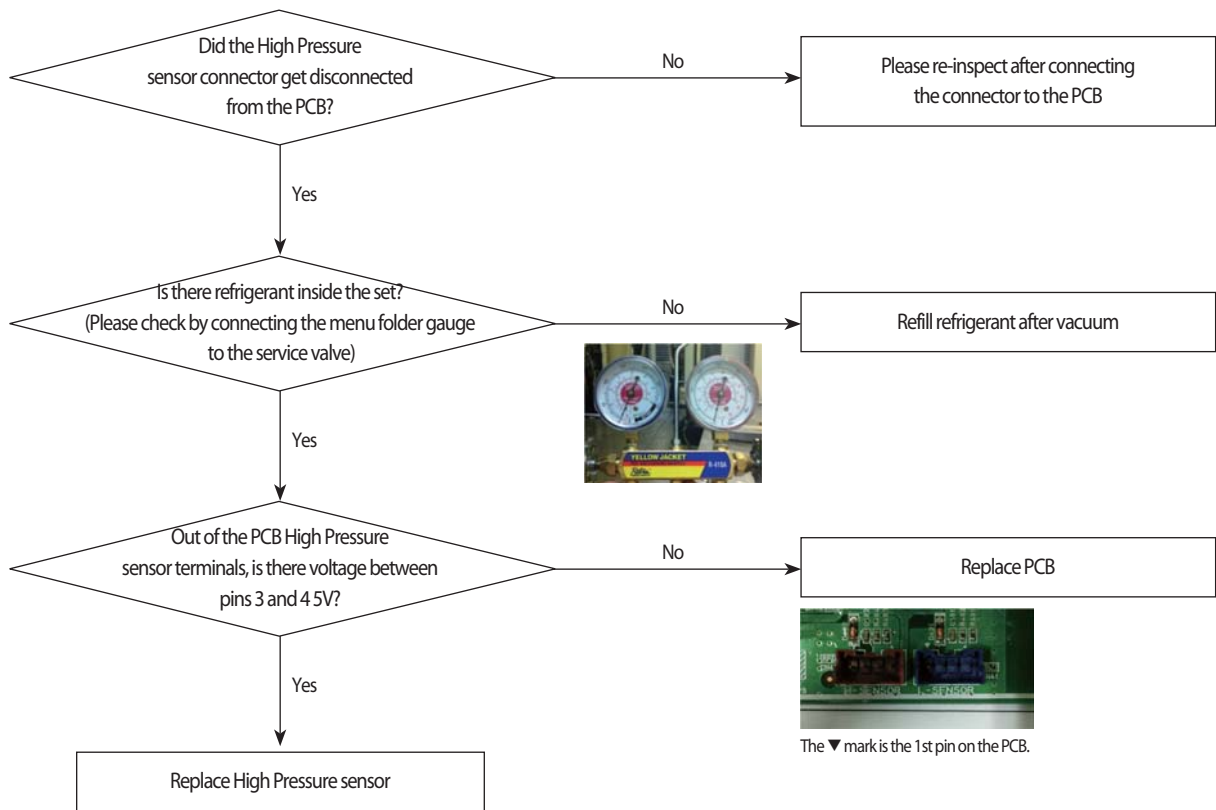 Did the High Pressure
sensor connector get disconnected
from the PCB?
No
Please re-inspect after connecting
the connector to the PCB
Yes
Is there refrigerant inside the set?
(Please check by connecting the menu folder gauge
to the service valve)
No
Refill refrigerant after vacuum
YELLOW JACKET
Yes
Out of the PCB High Pressure
sensor terminals, is there voltage between
pins 3 and 4 5V?
No
Replace PCB
H-SENSOR
L-SENSOR
The ▼ mark is the 1st pin on the PCB.
Yes
Replace High Pressure sensor